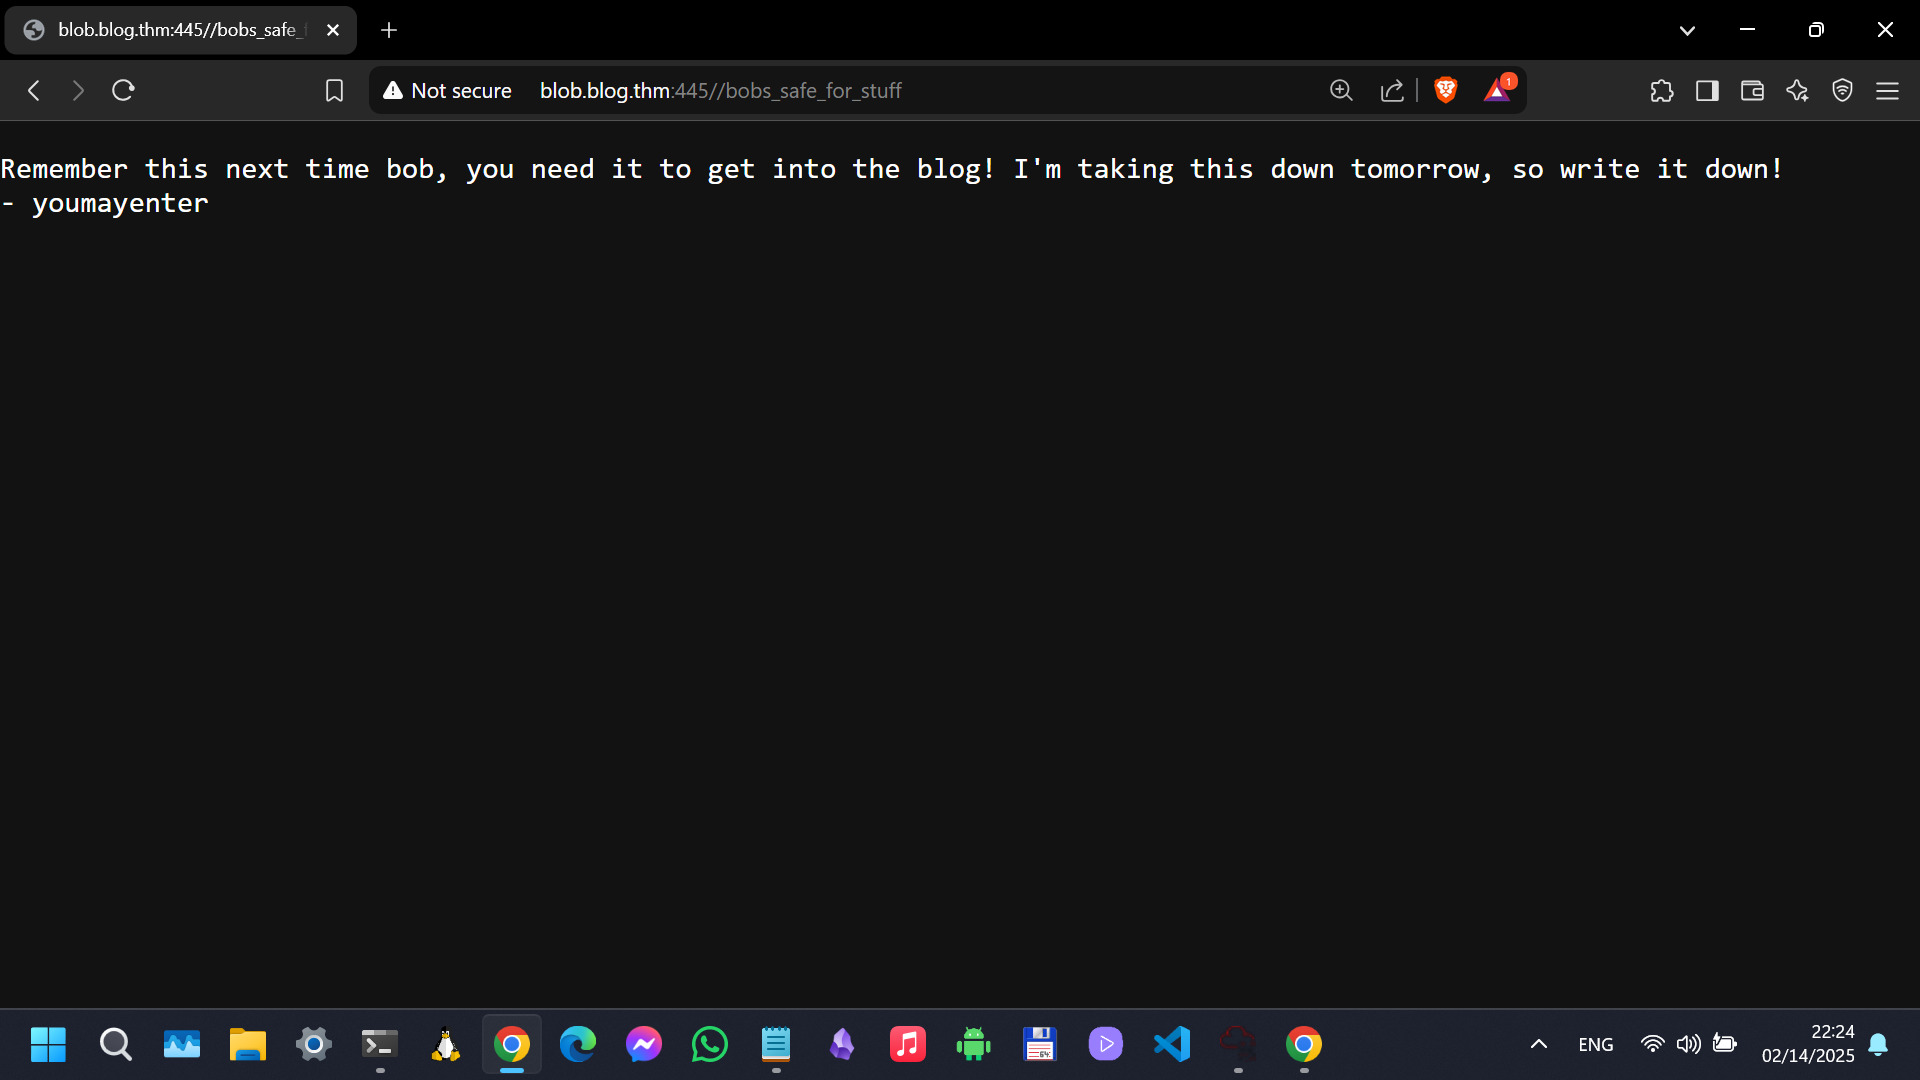 blob.blog.thm:445//bobs_safe_
Not secure
blob.blog.thm:445//bobs_safe_for_stuff
1
Remember this next time bob, you need it to get into the blog! I'm taking this down tomorrow, so write it down!
- youmayenter
64
ENG
22:24
02/14/2025